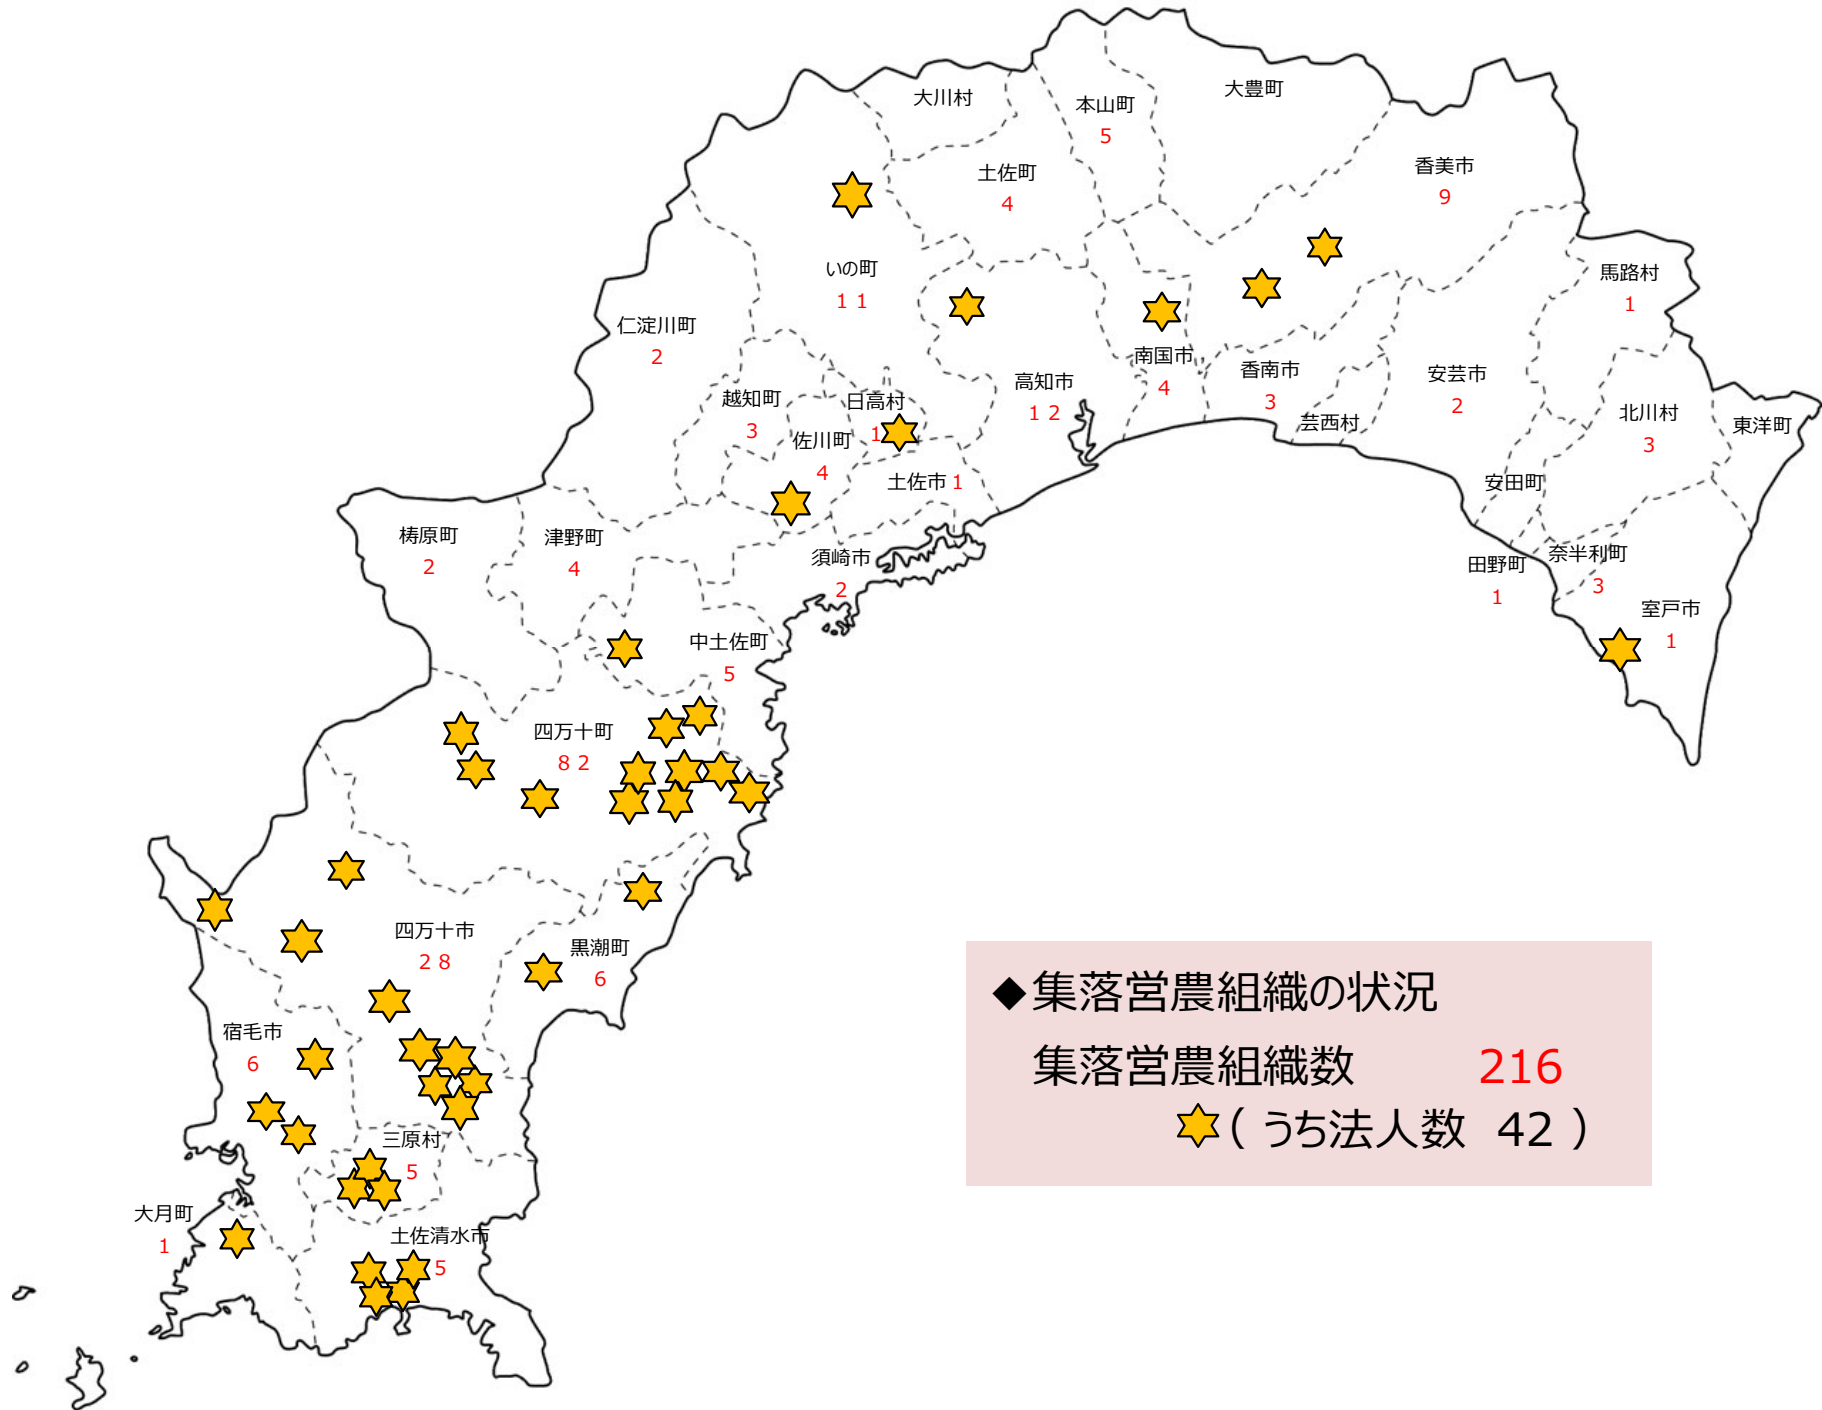 大川村
本山町
5
大豊町
土佐町
4
香美市
9
いの町
11
馬路村
1
仁淀川町
2
南国市
4
香南市
3
高知市
12
安芸市
2
越知町
3
日高村
1
佐川町
4
芸西村
北川村
3
東洋町
土佐市 1
安田町
梼原町
2
津野町
4
須崎市
2
田野町
1
奈半利町
3
室戸市
1
中土佐町
5
四万十町
82
四万十市
28
黒潮町
6
宿毛市
6
三原村
5
大月町
1
土佐清水市
5
◆集落営農組織の状況
集落営農組織数 216
(うち法人数 42)